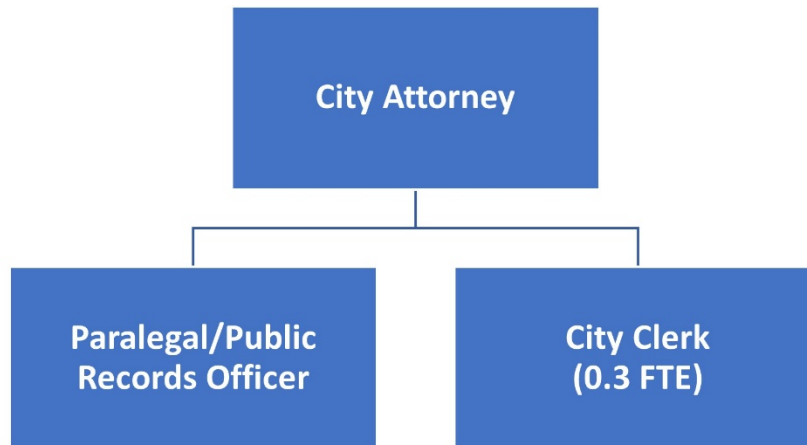 City Attorney
Paralegal/Public
Records Officer
City Clerk
(0.3 FTE)